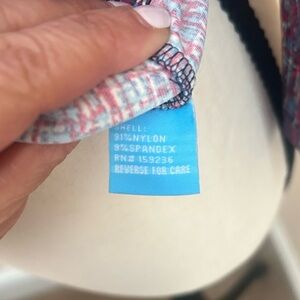 SHELL:
91%NYLON
9%SPANDEX
RN# 159236
REVERSE FOR CARE